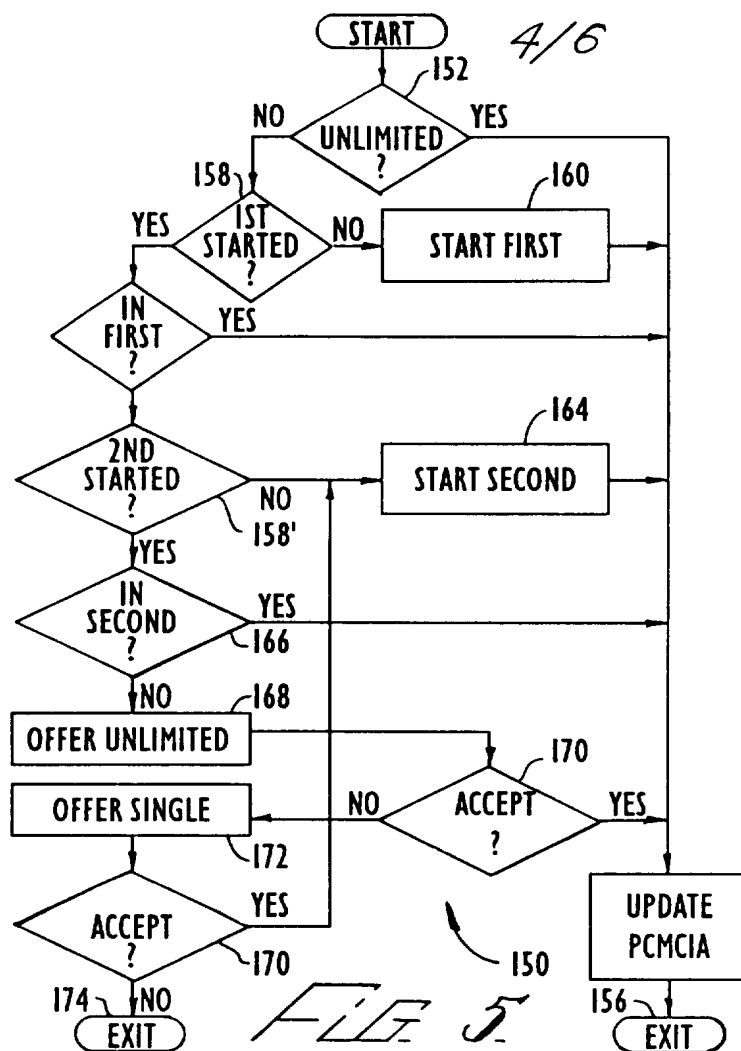 START
4/6
152
NO
UNLIMITED
?
YES
158
160
YES
1ST
STARTED
?
NO
START FIRST
IN
FIRST
?
YES
164
2ND
STARTED
?
NO
START SECOND
158'
YES
IN
SECOND
?
YES
166
NO
168
OFFER UNLIMITED
170
OFFER SINGLE
NO
ACCEPT
?
YES
172
ACCEPT
?
YES
170
UPDATE
PCMCIA
150
174
NO
EXIT
FIG. 5
156
EXIT